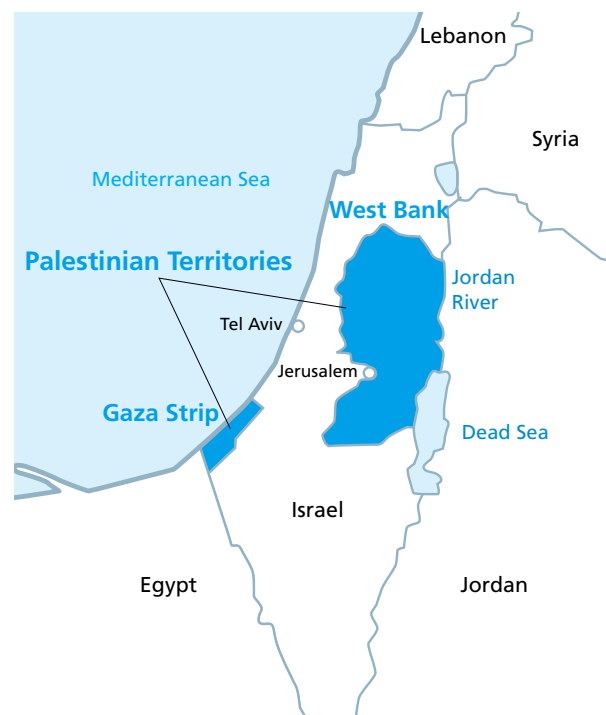 Lebanon
Syria
Mediterranean Sea
West Bank
Palestinian Territories
Jordan
River
Tel Aviv
Jerusalem
Gaza Strip
Dead Sea
Israel
Egypt
Jordan